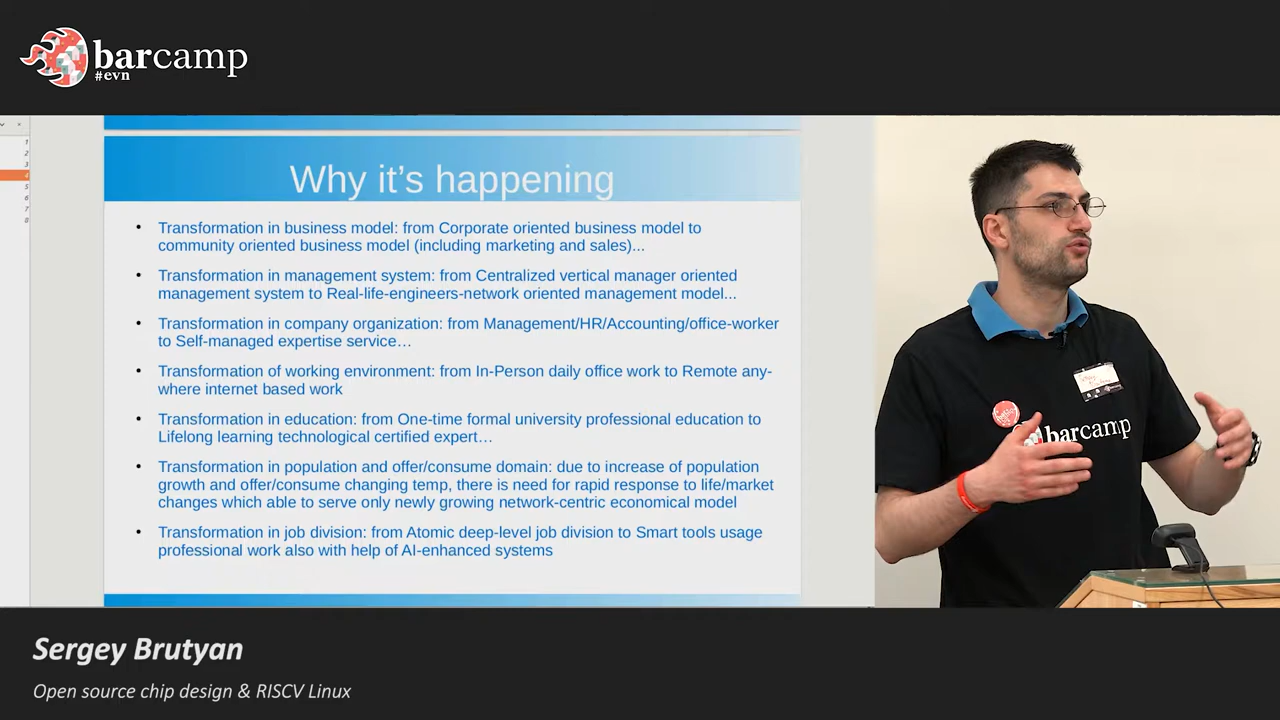 barcamp
#evn
1
2
3
4
5
6
7
8
Why it's happening
• Transformation in business model: from Corporate oriented business model to
community oriented business model (including marketing and sales)...
• Transformation in management system: from Centralized vertical manager oriented
management system to Real-life-engineers-network oriented management model...
• Transformation in company organization: from Management/HR/Accounting/office-worker
to Self-managed expertise service…
• Transformation of working environment: from In-Person daily office work to Remote any-
where internet based work
• Transformation in education: from One-time formal university professional education to
Lifelong learning technological certified expert…
• Transformation in population and offer/consume domain: due to increase of population
growth and offer/consume changing temp, there is need for rapid response to life/market
changes which able to serve only newly growing network-centric economical model
• Transformation in job division: from Atomic deep-level job division to Smart tools usage
professional work also with help of AI-enhanced systems
barcamp
Sergey Brutyan
Open source chip design & RISCV Linux